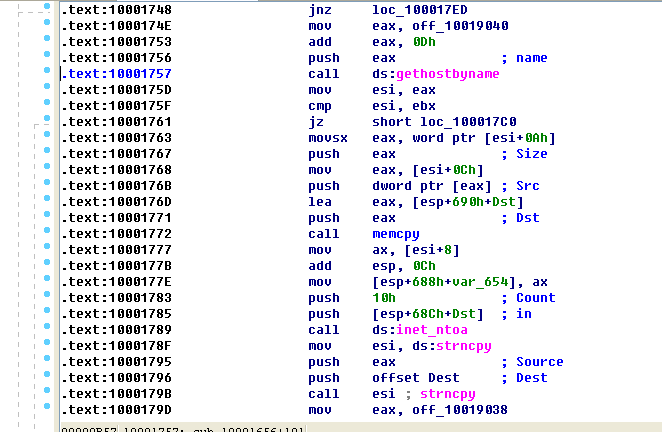 .text:10001748 jnz loc_100017ED
.text:1000174E mov eax, off_10019040
.text:10001753 add eax, 0Dh
.text:10001756 push eax ; name
.text:10001757 call ds:gethostbyname
.text:1000175D mov esi, eax
.text:1000175F cmp esi, ebx
.text:10001761 jz short loc_100017C0
.text:10001763 movsx eax, word ptr [esi+0Ah]
.text:10001767 push eax ; Size
.text:10001768 mov eax, [esi+0Ch]
.text:1000176B push dword ptr [eax] ; Src
.text:1000176D lea eax, [esp+690h+Dst]
.text:10001771 push eax ; Dst
.text:10001772 call memcpy
.text:10001777 mov ax, [esi+8]
.text:1000177B add esp, 0Ch
.text:1000177E mov [esp+688h+var_654], ax
.text:10001783 push 10h ; Count
.text:10001785 push [esp+68Ch+Dst] ; in
.text:10001789 call ds:inet_ntoa
.text:1000178F mov esi, ds:strncpy
.text:10001795 push eax ; Source
.text:10001796 push offset Dest ; Dest
.text:1000179B call esi ; strncpy
.text:1000179D mov eax, off_10019038